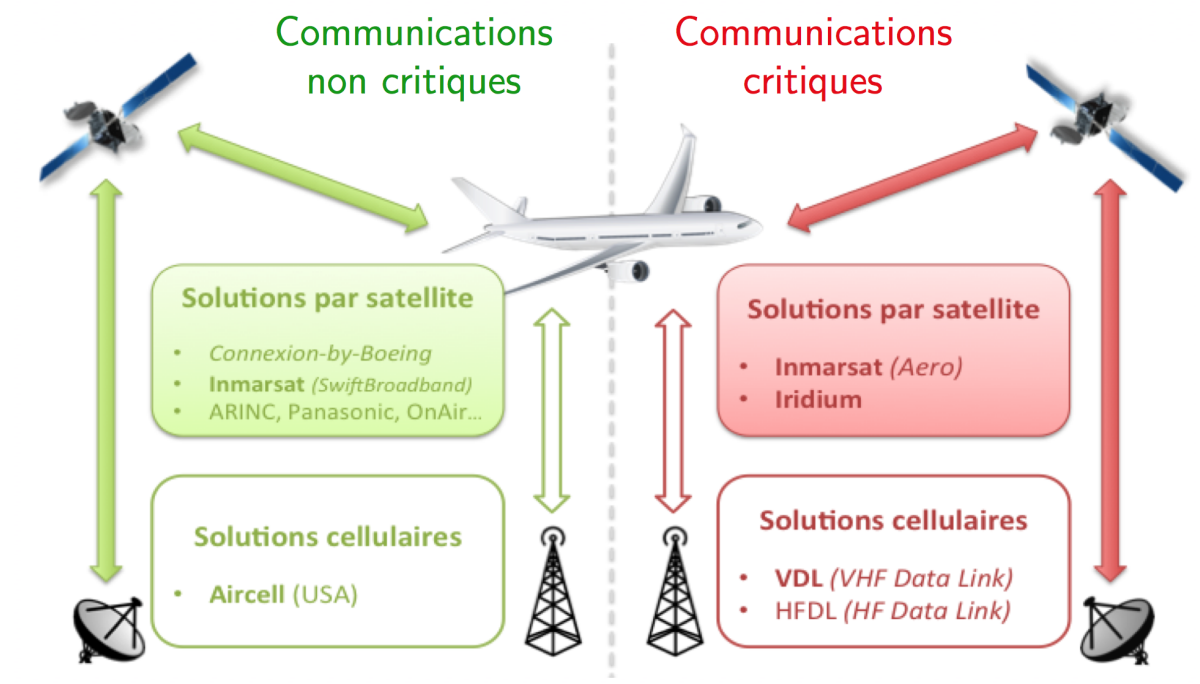 Communications
non critiques
Communications
critiques
Solutions par satellite
• Connexion-by-Boeing
• Inmarsat (SwiftBroadband)
• ARINC, Panasonic, OnAir...
Solutions cellulaires
• Aircell (USA)
Solutions par satellite
• Inmarsat (Aero)
• Iridium
Solutions cellulaires
• VDL (VHF Data Link)
• HFDL (HF Data Link)